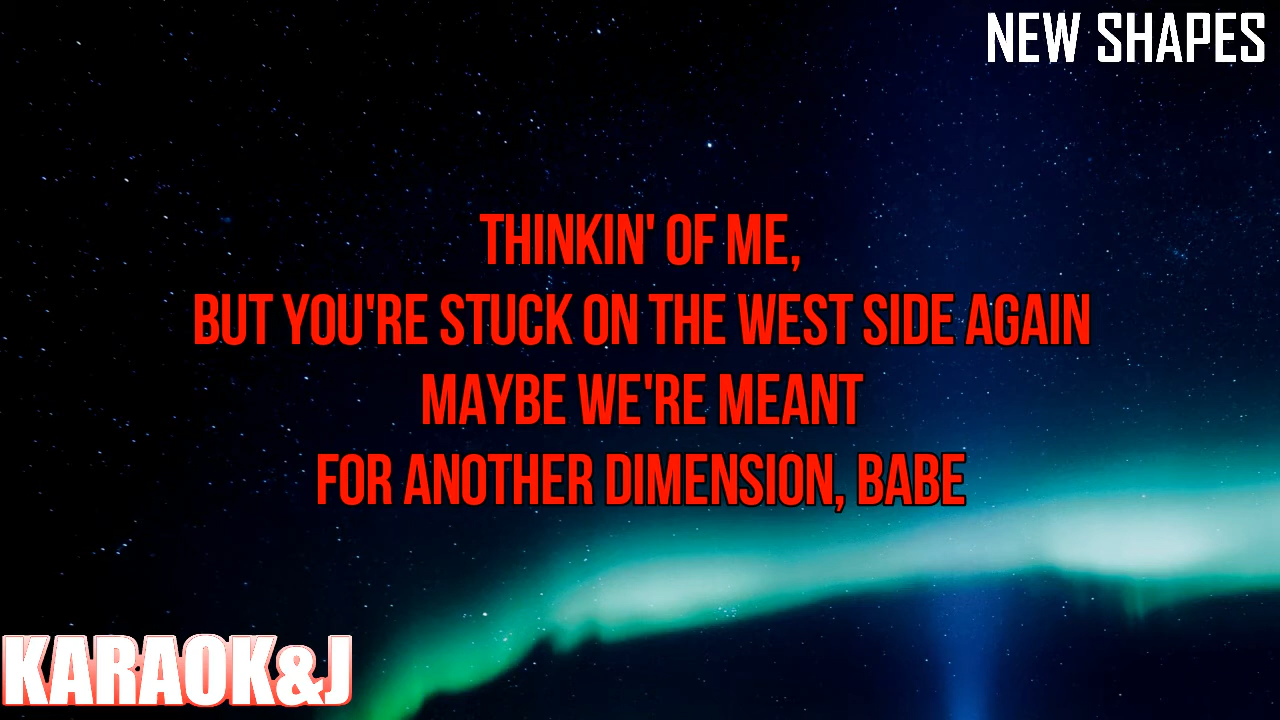 NEW SHAPES
THINKIN' OF ME,
BUT YOU'RE STUCK ON THE WEST SIDE AGAIN
MAYBE WE'RE MEANT
FOR ANOTHER DIMENSION, BABE
KARAOK&J